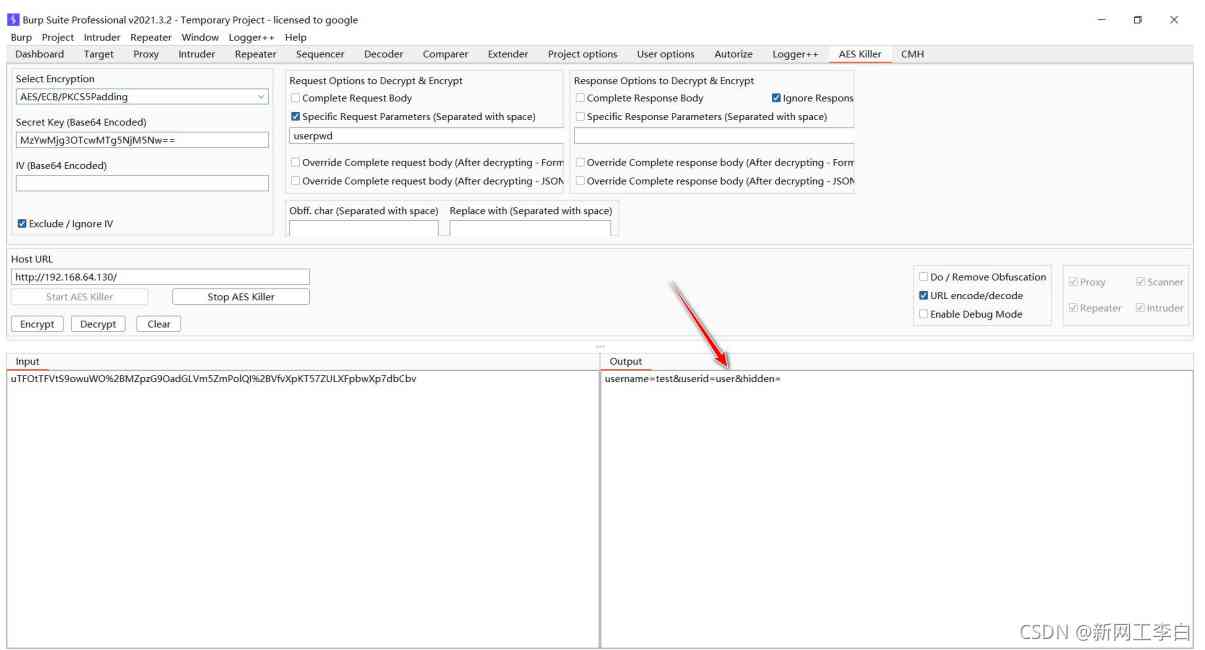 Burp Suite Professional v2021.3.2 - Temporary Project - licensed to google
Burp Project Intruder Repeater Window Logger++ Help
Dashboard Target Proxy Intruder Repeater Sequencer Decoder Comparer Extender Project options User options Autorize Logger++ AES Killer CMH
Select Encryption
AES/ECB/PKCS5Padding
Secret Key (Base64 Encoded)
MzYwMjg3OTcwMTg5NjM5Nw==
IV (Base64 Encoded)
Exclude / Ignore IV
Request Options to Decrypt & Encrypt
Complete Request Body
Specific Request Parameters (Separated with space)
userpwd
Override Complete request body (After decrypting - Form
Override Complete request body (After decrypting - JSON
Response Options to Decrypt & Encrypt
Complete Response Body Ignore Respons
Specific Response Parameters (Separated with space)
Override Complete response body (After decrypting - Form
Override Complete response body (After decrypting - JSON
Obff. char (Separated with space) Replace with (Separated with space)
Host URL
http://192.168.64.130/
Start AES Killer Stop AES Killer
Encrypt Decrypt Clear
Do / Remove Obfuscation
URL encode/decode
Enable Debug Mode
Proxy Scanner
Repeater Intruder
Input
uTFOtTFVtS9owuWO%2BMZpzG9OadGLVm5ZmPolQI%2BVfvXpKT57ZULXFpbwXp7dbCbv
Output
username=test&userid=user&hidden=
CSDN @新网工李白